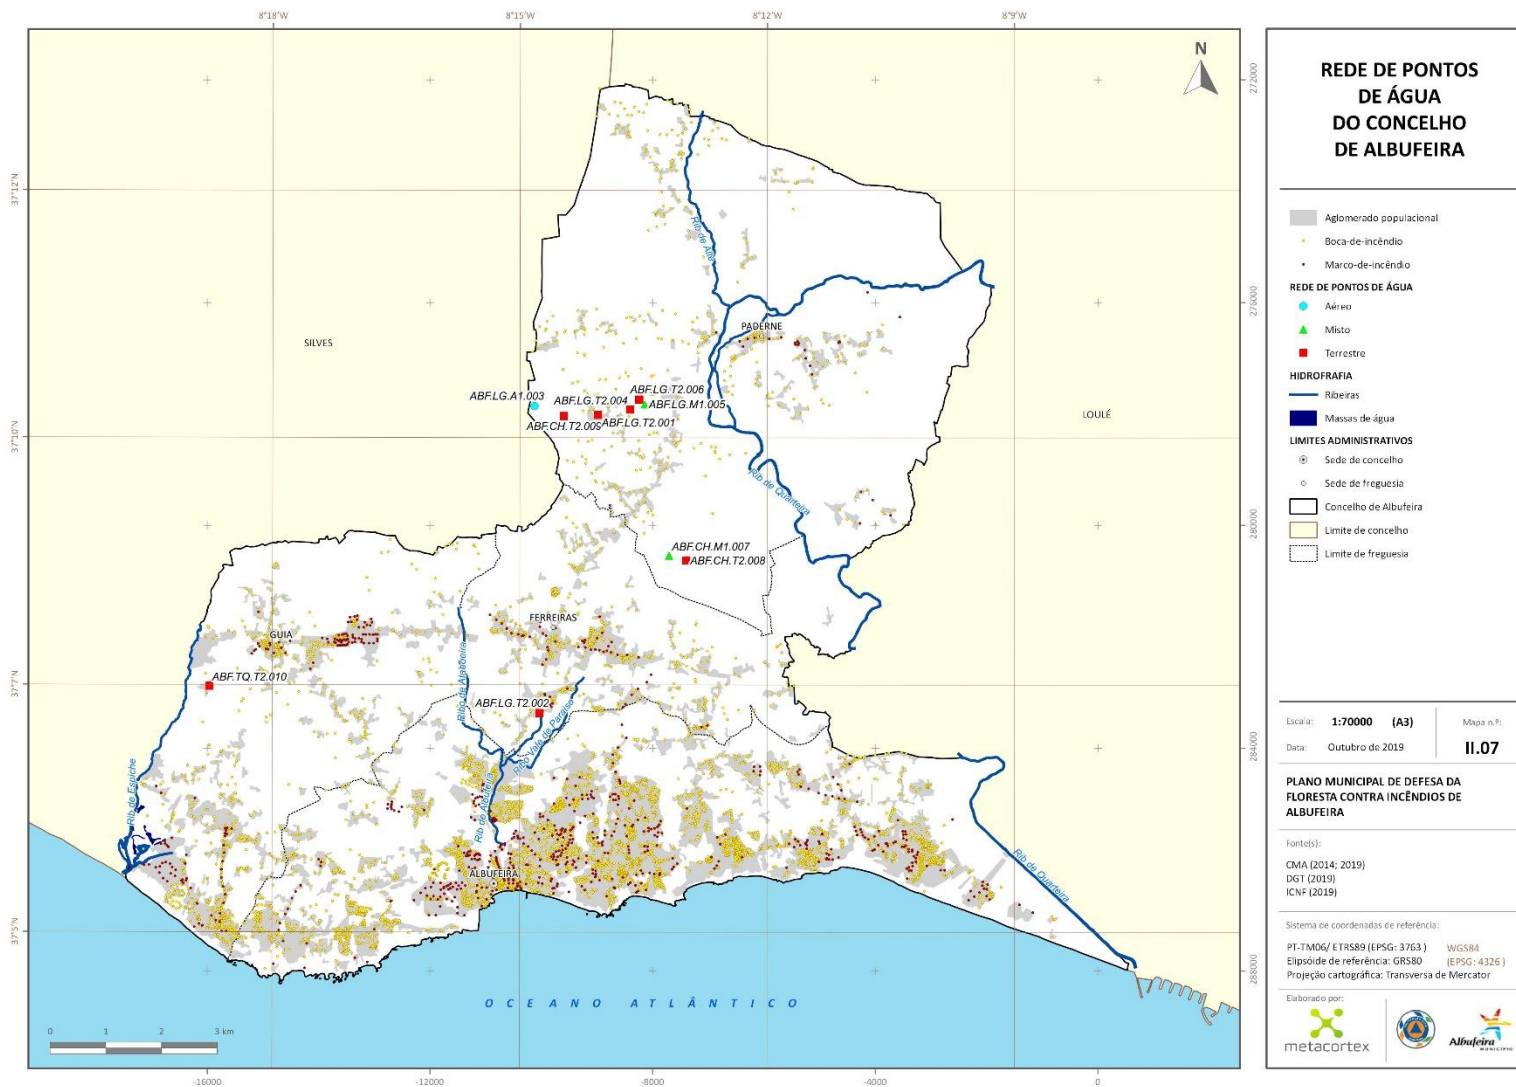 8°18'W
8°15'W
8°12'W
8°9'W
N
272000
37°12'N
Rib de Alte
PADERNE
SILVES
LOULÉ
ABF.LG.A1.003
ABF.LG.T2.004
ABF.LG.T2.006
ABF.LG.M1.005
ABF.CH.T2.009
ABF.LG.T2.001
37°10'N
Rib de Quarteira
ABF.CH.M1.007
ABF.CH.T2.008
FERREIRAS
GUIA
ABF.TQ.T2.010
ABF.LG.T2.002
37°7'N
Ribo Vale de Paraíso
284000
Rib de Espiche
Rib de Albufeira
ALBUFEIRA
Rib de Quarteira
37°5'N
288000
OCEANO ATLÂNTICO
0 1 2 3 km
-16000
-12000
-8000
-4000
0
REDE DE PONTOS
DE ÁGUA
DO CONCELHO
DE ALBUFEIRA
Aglomerado populacional
Boca-de-incêndio
Marco-de-incêndio
REDE DE PONTOS DE ÁGUA
Aéreo
Misto
Terrestre
HIDROFRAFIA
Ribeiras
Massas de água
LIMITES ADMINISTRATIVOS
Sede de concelho
Sede de freguesia
Concelho de Albufeira
Limite de concelho
Limite de freguesia
Escala: 1:70000 (A3)
Mapa n.º:
Data: Outubro de 2019
II.07
PLANO MUNICIPAL DE DEFESA DA
FLORESTA CONTRA INCÊNDIOS DE
ALBUFEIRA
Fonte(s):
CMA (2014; 2019)
DGT (2019)
ICNF (2019)
Sistema de coordenadas de referência:
PT-TM06/ ETRS89 (EPSG: 3763 ) WGS84
Elipsóide de referência: GRS80 (EPSG: 4326 )
Projeção cartográfica: Transversa de Mercator
Elaborado por:
metacortex
Albufeira
MUNICÍPIO